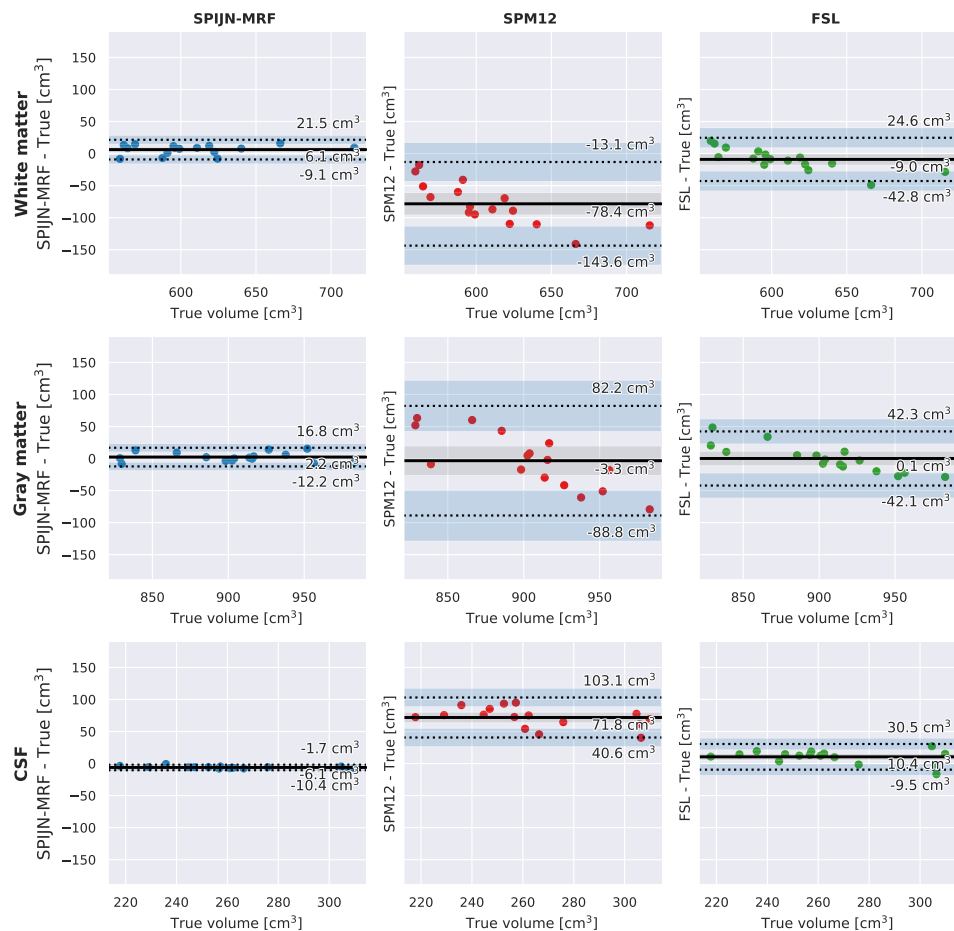 SPIJN-MRF SPM12 FSL
White matter
SPIJN-MRF - True [cm³]
150
100
50
0
−50
−100
−150
21.5 cm³
6.1 cm³
-9.1 cm³
600 650 700
True volume [cm³]
SPM12 - True [cm³]
-13.1 cm³
-78.4 cm³
-143.6 cm³
600 650 700
True volume [cm³]
FSL - True [cm³]
24.6 cm³
-9.0 cm³
-42.8 cm³
600 650 700
True volume [cm³]
Gray matter
SPIJN-MRF - True [cm³]
150
100
50
0
−50
−100
−150
16.8 cm³
2.2 cm³
-12.2 cm³
850 900 950
True volume [cm³]
SPM12 - True [cm³]
82.2 cm³
-3.3 cm³
-88.8 cm³
850 900 950
True volume [cm³]
FSL - True [cm³]
42.3 cm³
0.1 cm³
-42.1 cm³
850 900 950
True volume [cm³]
CSF
SPIJN-MRF - True [cm³]
150
100
50
0
−50
−100
−150
-1.7 cm³
-6.1 cm³
-10.4 cm³
220 240 260 280 300
True volume [cm³]
SPM12 - True [cm³]
103.1 cm³
71.8 cm³
40.6 cm³
220 240 260 280 300
True volume [cm³]
FSL - True [cm³]
30.5 cm³
10.4 cm³
-9.5 cm³
220 240 260 280 300
True volume [cm³]